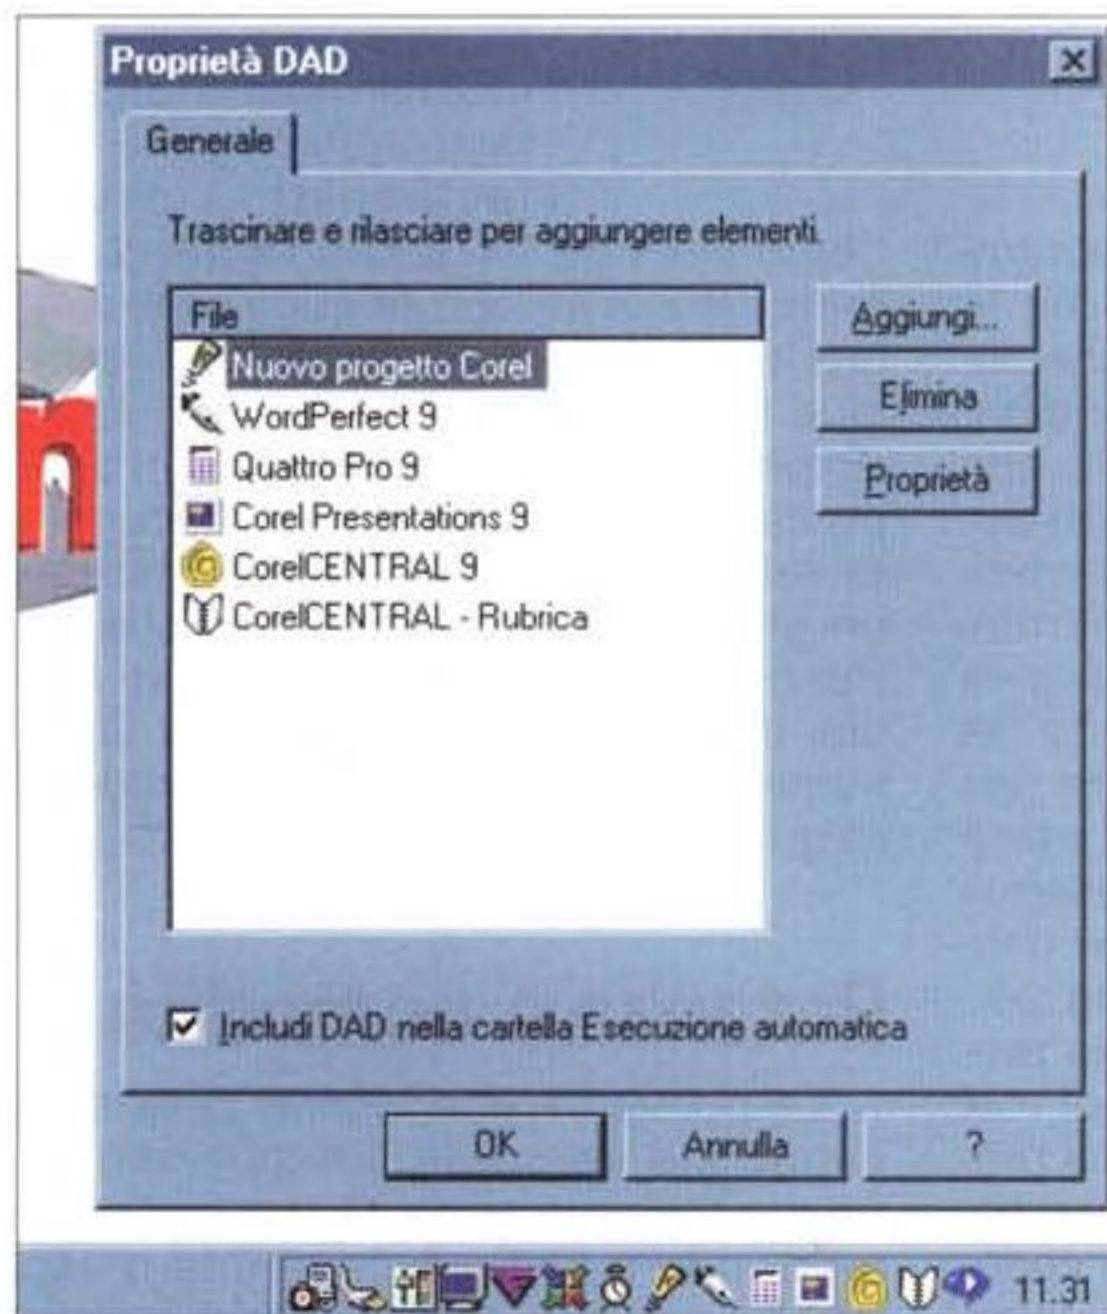 Proprietà DAD
Generale
Trascinare e rilasciare per aggiungere elementi.
File
Nuovo progetto Corel
WordPerfect 9
Quattro Pro 9
Corel Presentations 9
CorelCENTRAL 9
CorelCENTRAL - Rubrica
Aggiungi...
Elimina
Proprietà
Includi DAD nella cartella Esecuzione automatica
OK
Annulla
?
11.31